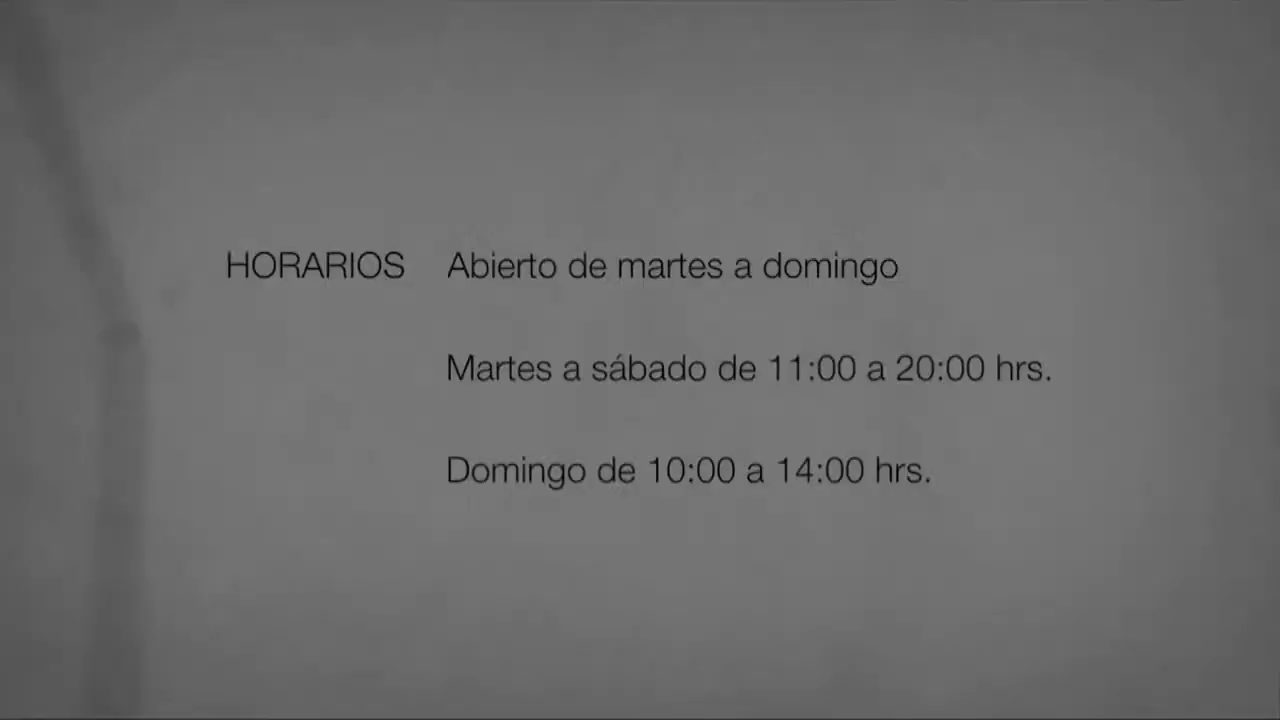 HORARIOS Abierto de martes a domingo
Martes a sábado de 11:00 a 20:00 hrs.
Domingo de 10:00 a 14:00 hrs.